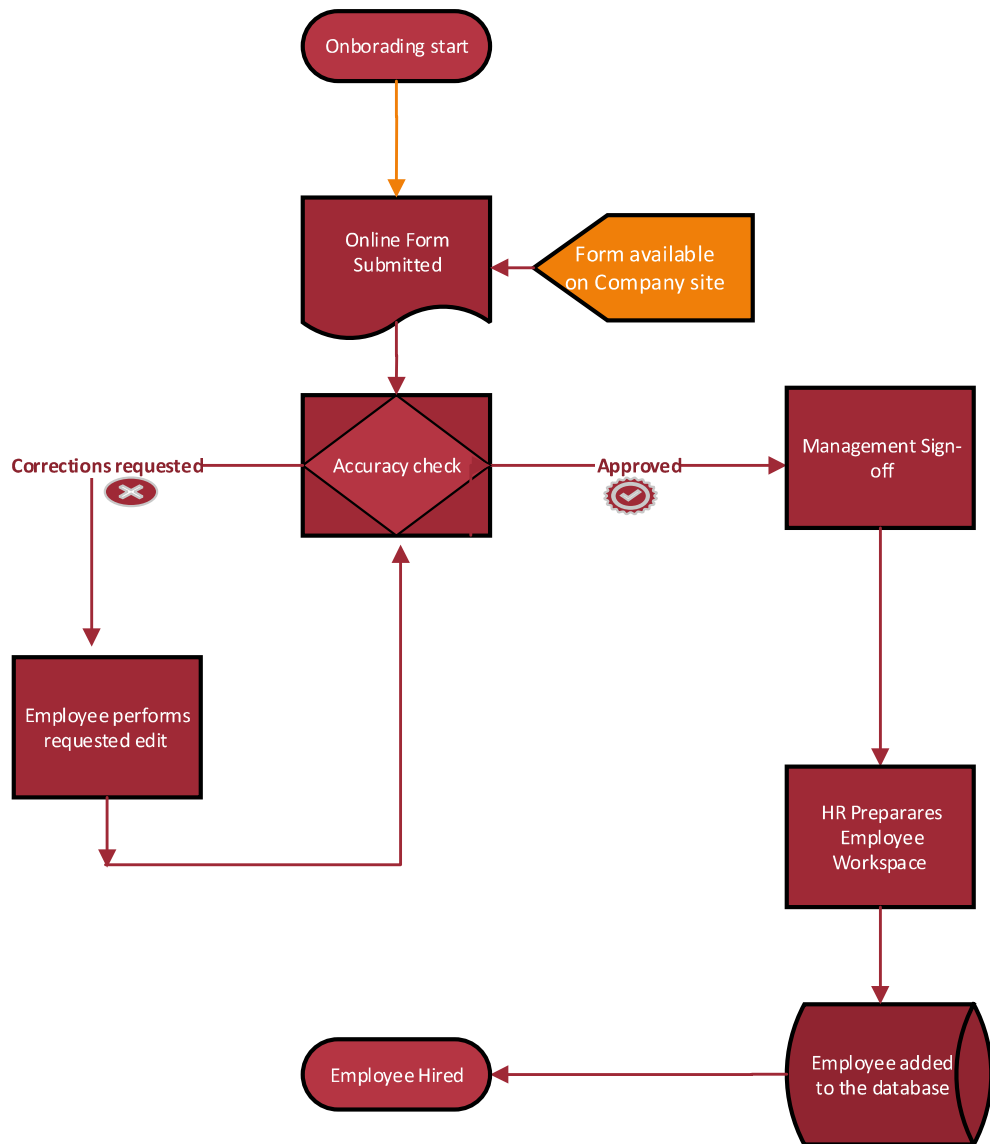 Onborading start
Online Form
Submitted
Form available
on Company site
Corrections requested
Accuracy check
Approved
Management Sign-
off
Employee performs
requested edit
HR Preparares
Employee
Workspace
Employee added
to the database
Employee Hired